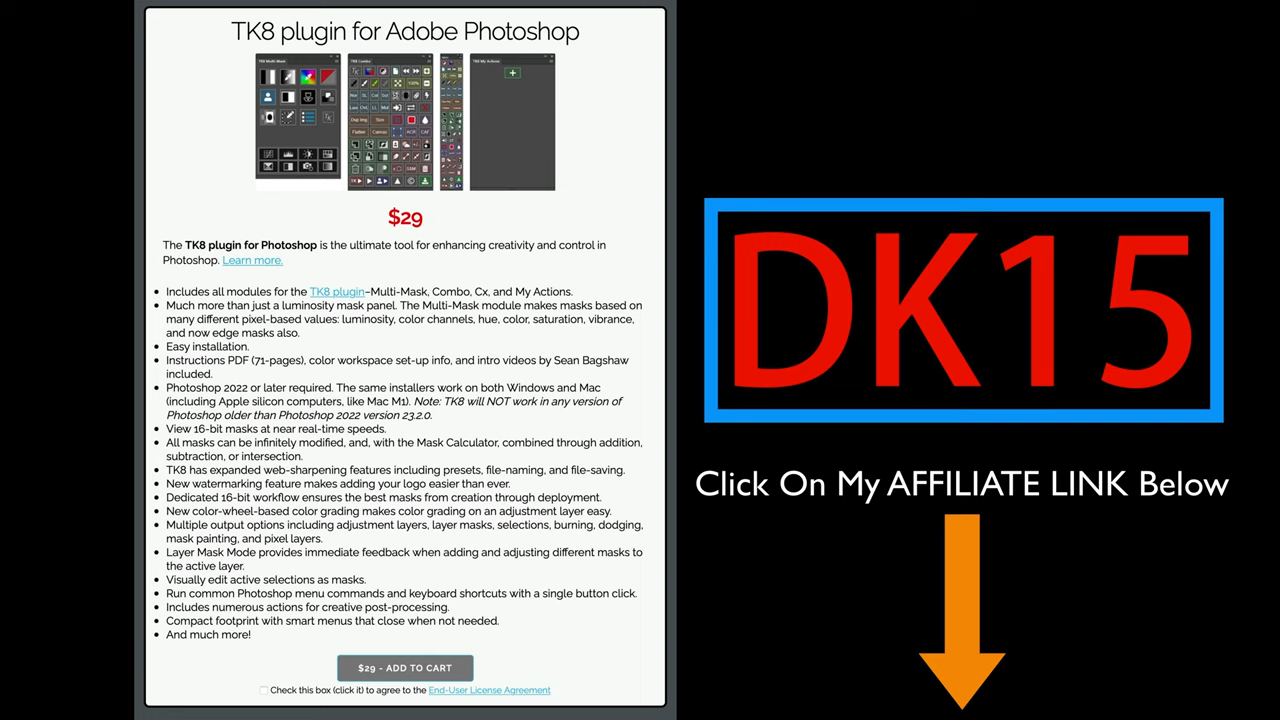 TK8 plugin for Adobe Photoshop
TK8 Multi-Mask
TK8 Combo
TK8 My Actions
$29
The TK8 plugin for Photoshop is the ultimate tool for enhancing creativity and control in
Photoshop. Learn more.
• Includes all modules for the TK8 plugin–Multi-Mask, Combo, Cx, and My Actions.
• Much more than just a luminosity mask panel. The Multi-Mask module makes masks based on
many different pixel-based values: luminosity, color channels, hue, color, saturation, vibrance,
and now edge masks also.
• Easy installation.
• Instructions PDF (71-pages), color workspace set-up info, and intro videos by Sean Bagshaw
included.
• Photoshop 2022 or later required. The same installers work on both Windows and Mac
(including Apple silicon computers, like Mac M1). Note: TK8 will NOT work in any version of
Photoshop older than Photoshop 2022 version 23.2.0.
• View 16-bit masks at near real-time speeds.
• All masks can be infinitely modified, and, with the Mask Calculator, combined through addition,
subtraction, or intersection.
• TK8 has expanded web-sharpening features including presets, file-naming, and file-saving.
• New watermarking feature makes adding your logo easier than ever.
• Dedicated 16-bit workflow ensures the best masks from creation through deployment.
• New color-wheel-based color grading makes color grading on an adjustment layer easy.
• Multiple output options including adjustment layers, layer masks, selections, burning, dodging,
mask painting, and pixel layers.
• Layer Mask Mode provides immediate feedback when adding and adjusting different masks to
the active layer.
• Visually edit active selections as masks.
• Run common Photoshop menu commands and keyboard shortcuts with a single button click.
• Includes numerous actions for creative post-processing.
• Compact footprint with smart menus that close when not needed.
• And much more!
$29 - ADD TO CART
Check this box (click it) to agree to the End-User License Agreement
DK15
Click On My AFFILIATE LINK Below